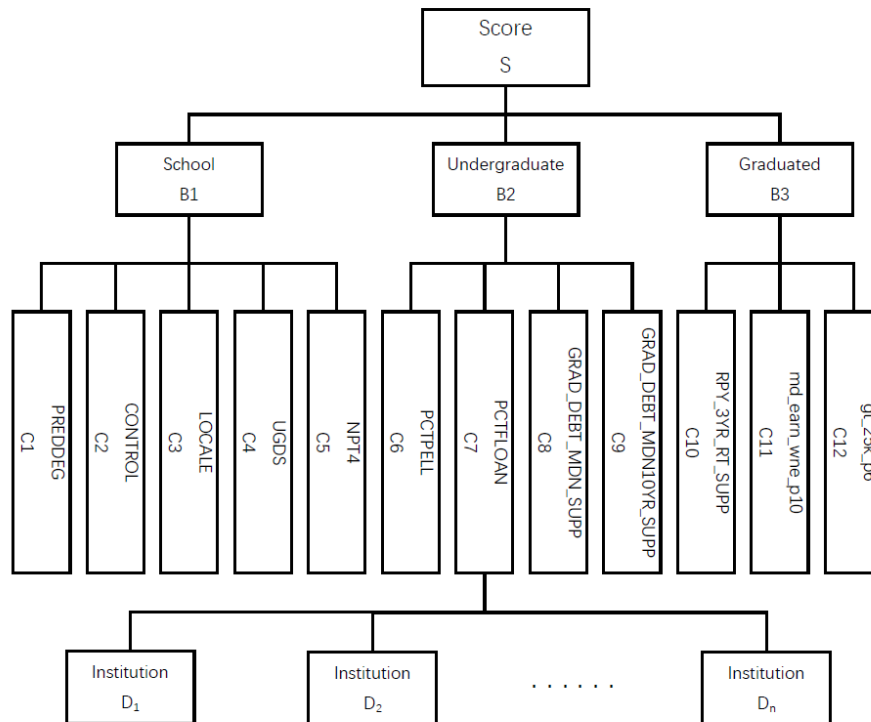 Score
S
School
B1
Undergraduate
B2
Graduated
B3
PREDDEG
C1
CONTROL
C2
LOCALE
C3
UGDS
C4
NPT4
C5
PCTPELL
C6
PCTFLOAN
C7
GRAD_DEBT_MDN_SUPP
C8
GRAD_DEBT_MDN10YR_SUPP
C9
RPY_3YR_RT_SUPP
C10
md_earn_wne_p10
C11
gt_25k_p6
C12
Institution
D₁
Institution
D₂
......
Institution
Dₙ